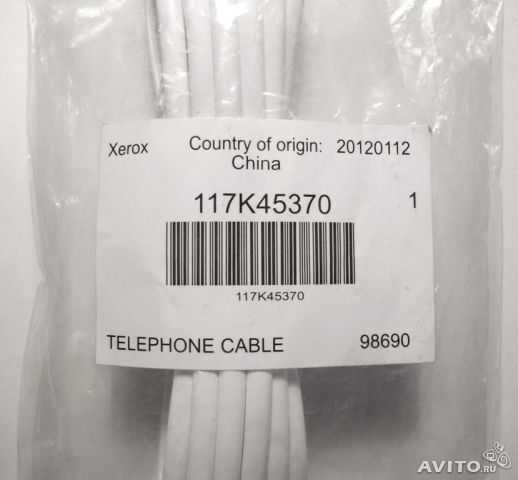 Xerox Country of origin: 20120112
China
117K45370 1
117K45370
TELEPHONE CABLE 98690
AVITO.ru